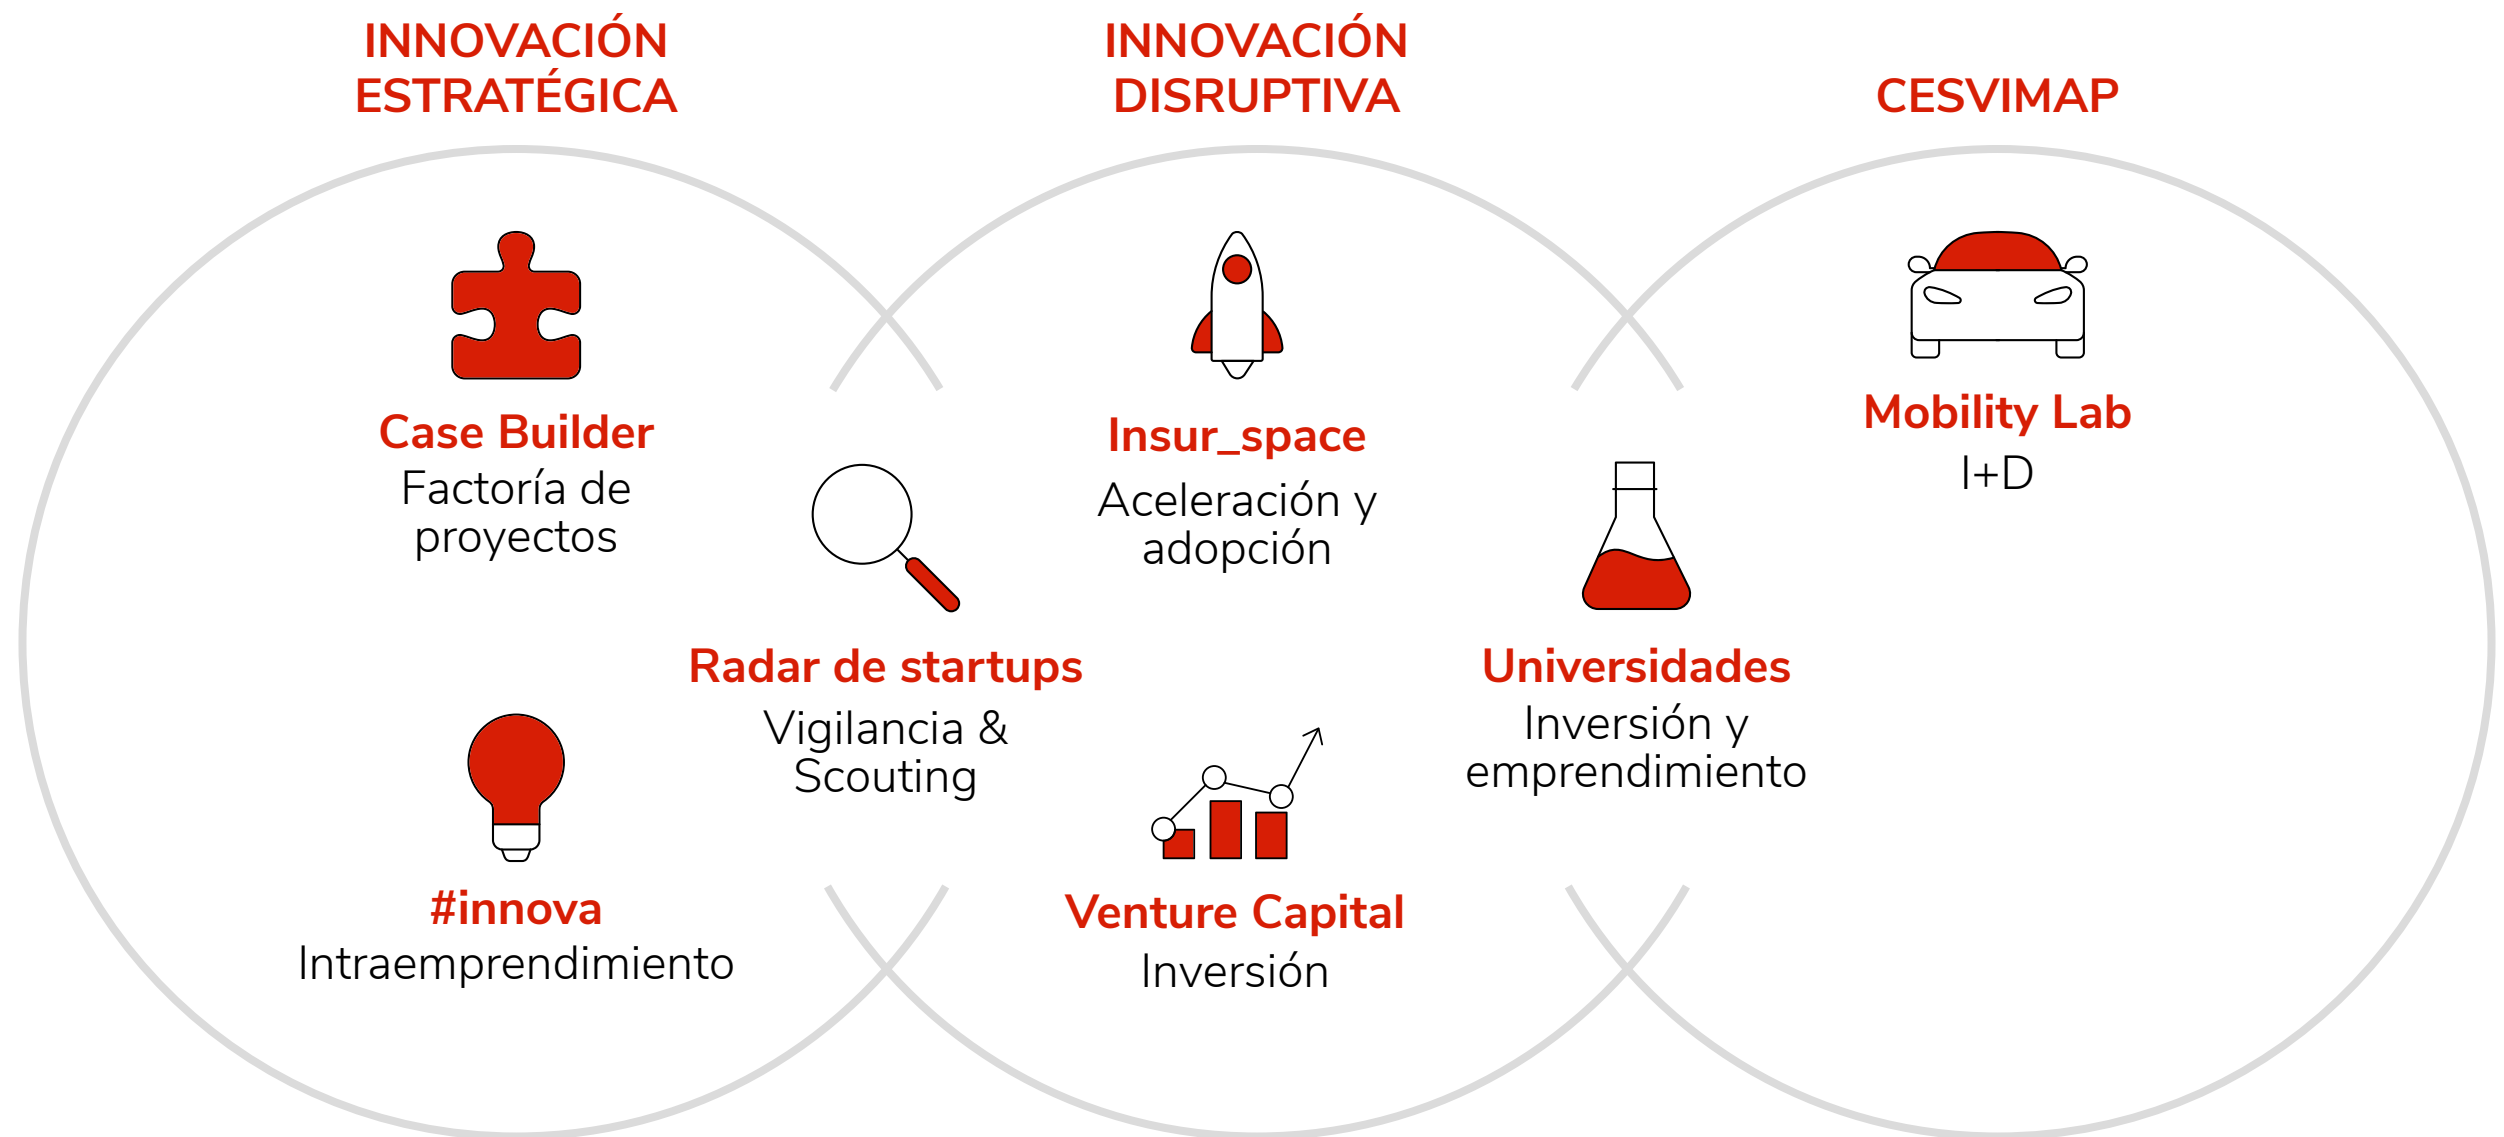 INNOVACIÓN
ESTRATÉGICA
INNOVACIÓN
DISRUPTIVA
CESVIMAP
Case Builder
Factoría de
proyectos
#innova
Intraemprendimiento
Radar de startups
Vigilancia &
Scouting
Insur_space
Aceleración y
adopción
Venture Capital
Inversión
Universidades
Inversión y
emprendimiento
Mobility Lab
I+D